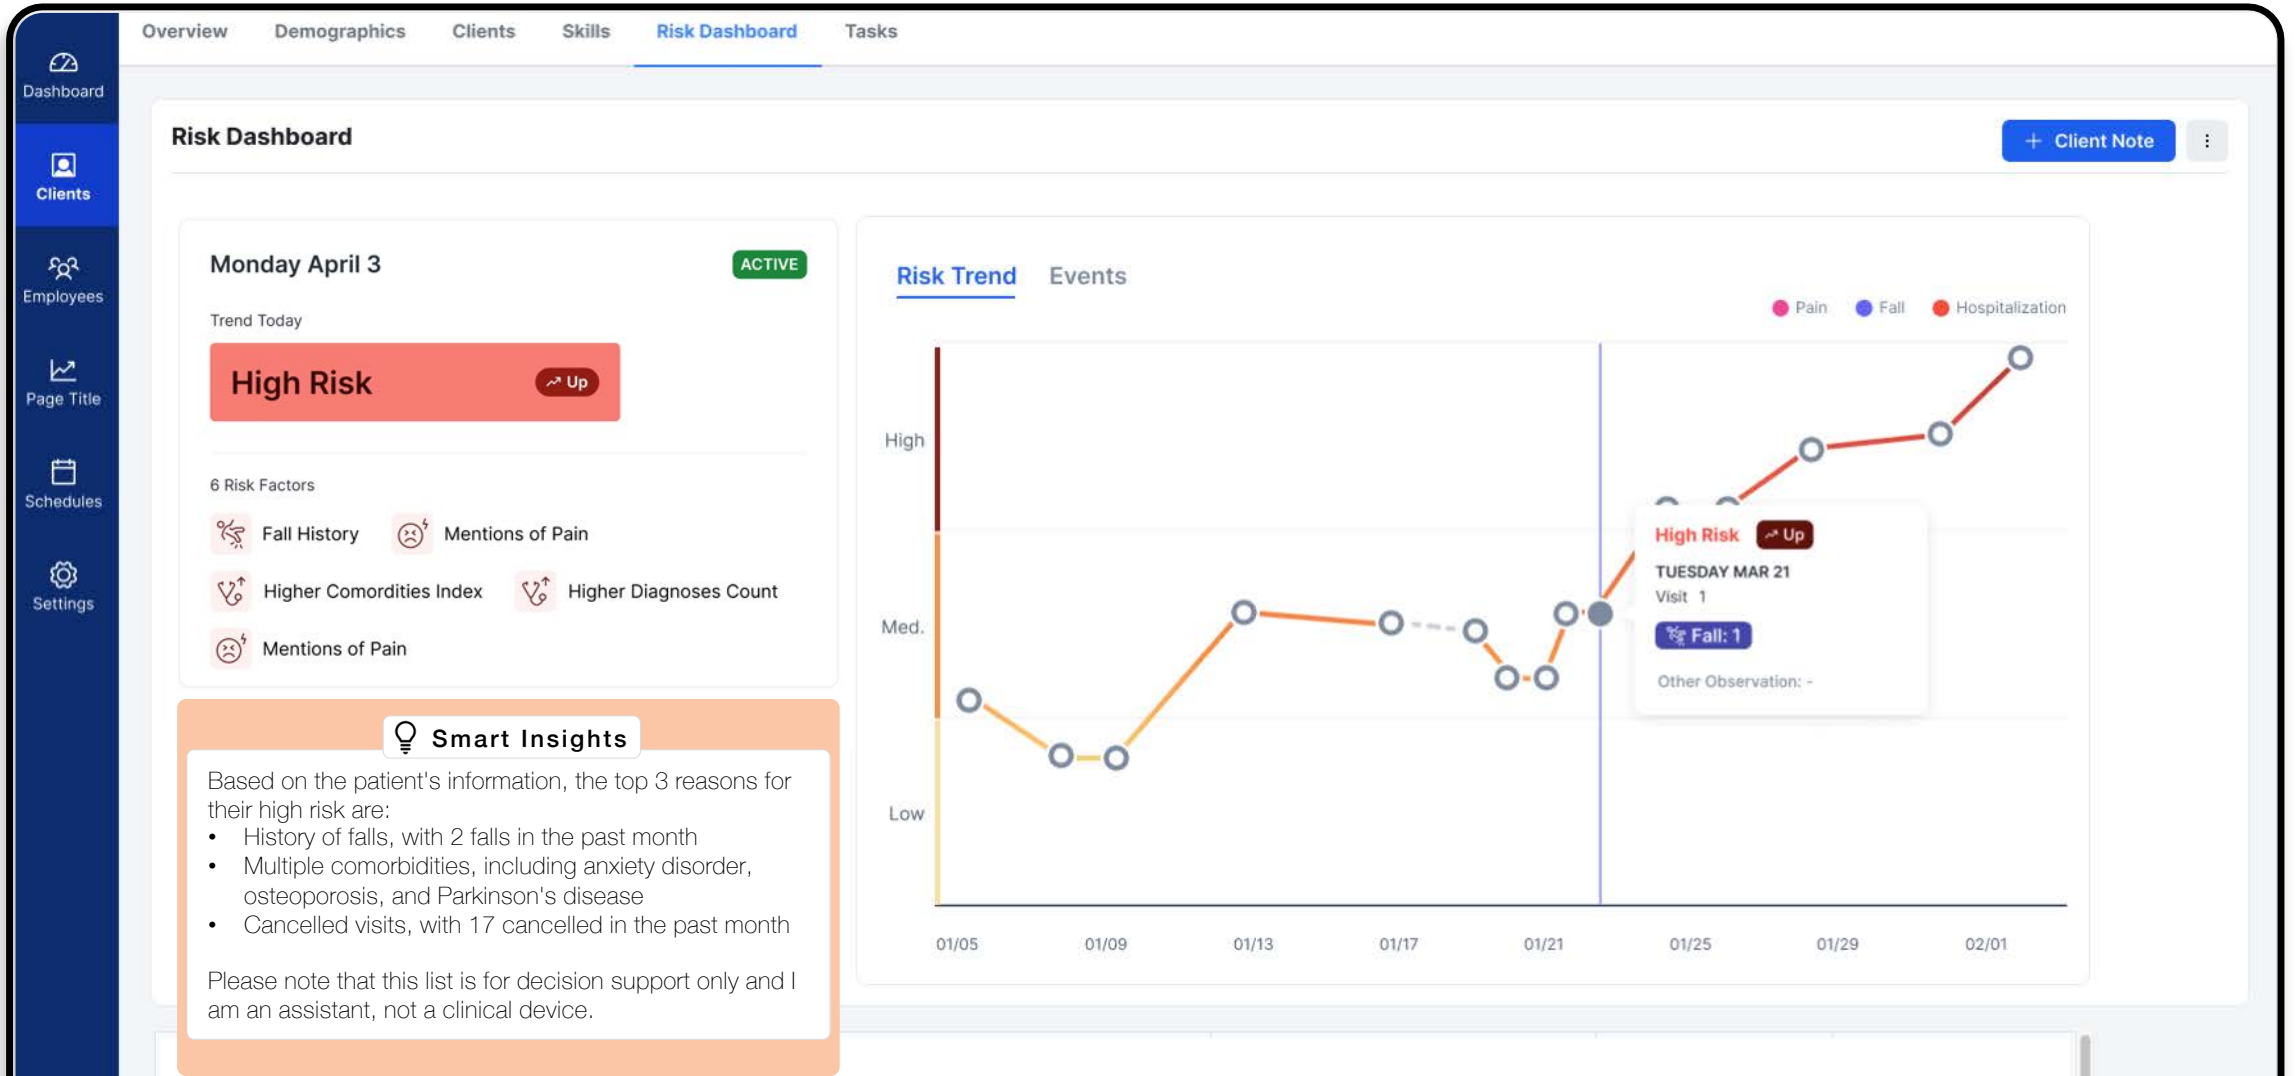 Overview Demographics Clients Skills Risk Dashboard Tasks
Dashboard
Clients
Employees
Page Title
Schedules
Settings
Risk Dashboard
+ Client Note
Monday April 3
ACTIVE
Trend Today
High Risk
Up
6 Risk Factors
Fall History
Mentions of Pain
Higher Comordities Index
Higher Diagnoses Count
Mentions of Pain
Smart Insights
Based on the patient's information, the top 3 reasons for
their high risk are:
• History of falls, with 2 falls in the past month
• Multiple comorbidities, including anxiety disorder,
osteoporosis, and Parkinson's disease
• Cancelled visits, with 17 cancelled in the past month
Please note that this list is for decision support only and I
am an assistant, not a clinical device.
Risk Trend Events
Pain Fall Hospitalization
High
Med.
Low
High Risk Up
TUESDAY MAR 21
Visit 1
Fall: 1
Other Observation: -
01/05 01/09 01/13 01/17 01/21 01/25 01/29 02/01